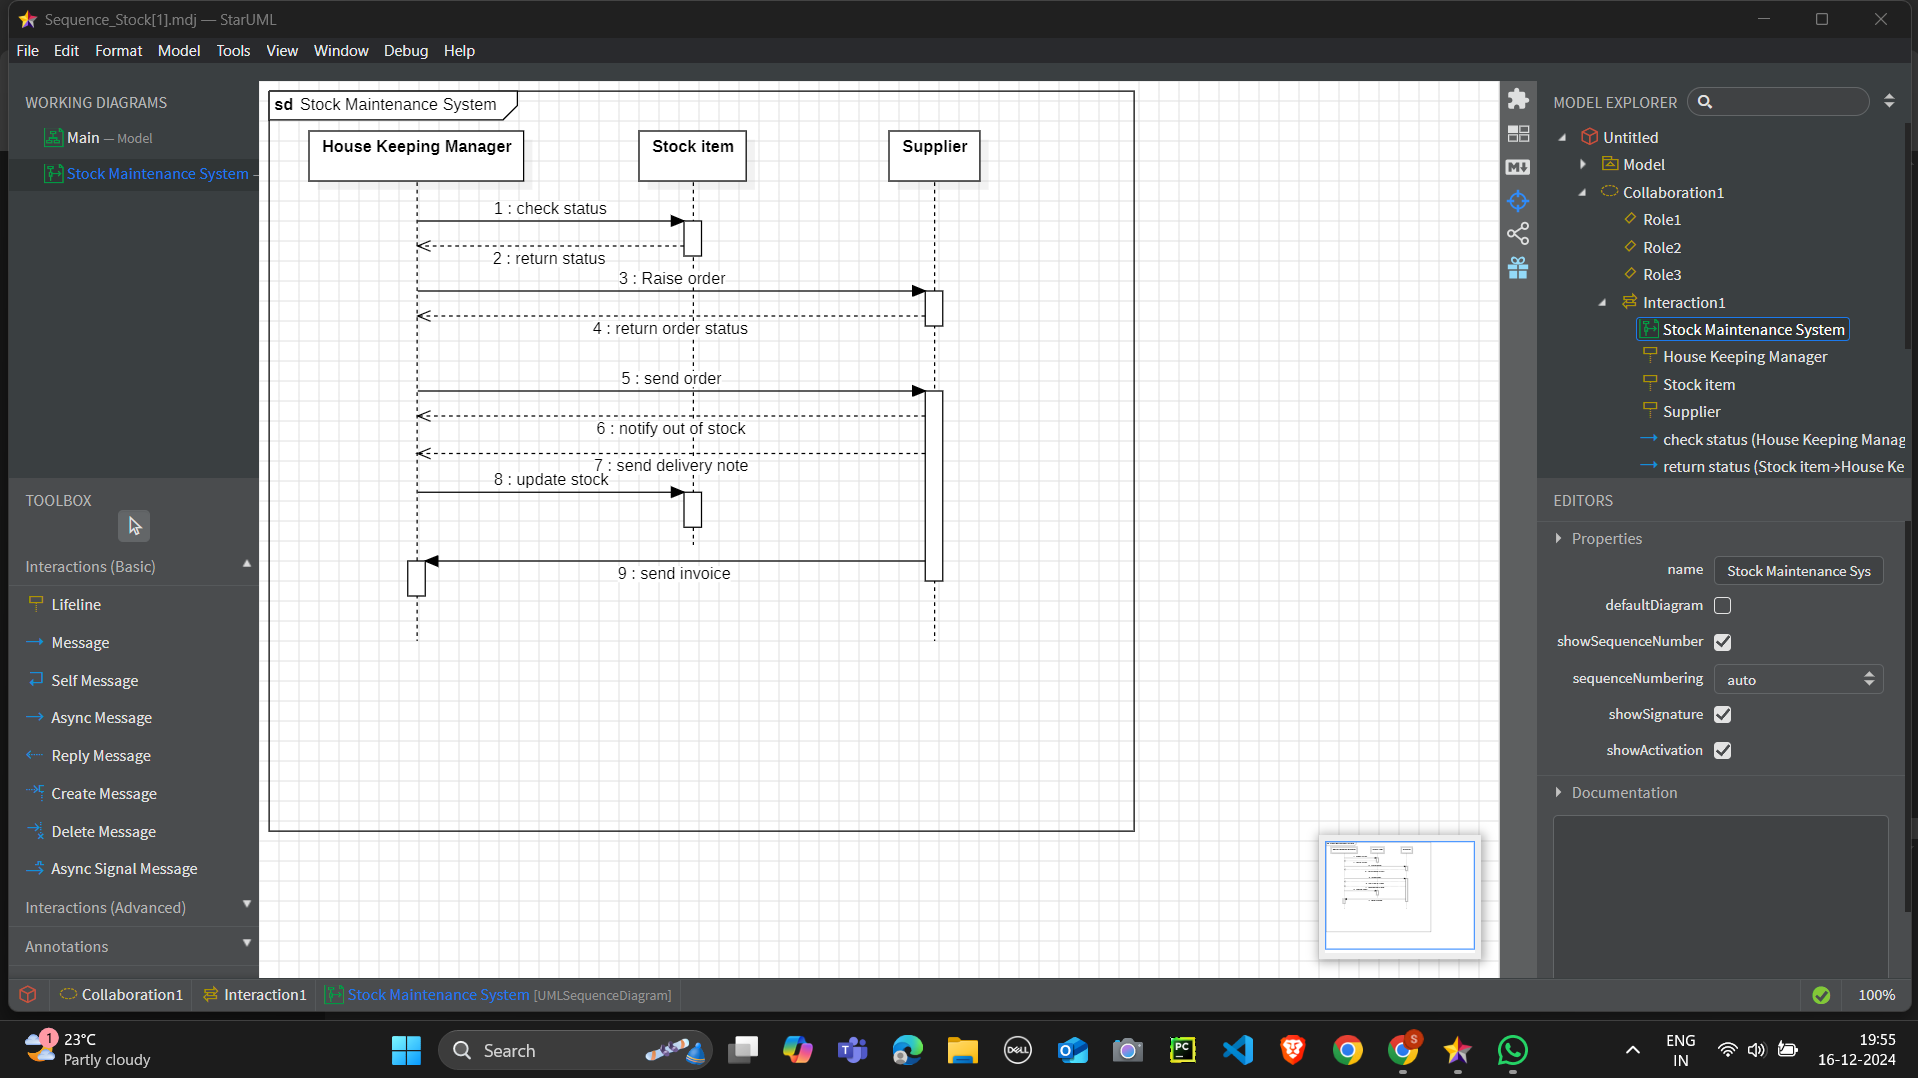 Sequence_Stock[1].mdj — StarUML
File Edit Format Model Tools View Window Debug Help
WORKING DIAGRAMS
Main — Model
Stock Maintenance System –
TOOLBOX
Interactions (Basic)
Lifeline
Message
Self Message
Async Message
Reply Message
Create Message
Delete Message
Async Signal Message
Interactions (Advanced)
Annotations
sd Stock Maintenance System
House Keeping Manager
Stock item
Supplier
1 : check status
2 : return status
3 : Raise order
4 : return order status
5 : send order
6 : notify out of stock
7 : send delivery note
8 : update stock
9 : send invoice
MODEL EXPLORER
Untitled
Model
Collaboration1
Role1
Role2
Role3
Interaction1
Stock Maintenance System
House Keeping Manager
Stock item
Supplier
check status (House Keeping Manag
return status (Stock item→House Ke
EDITORS
Properties
name Stock Maintenance Sys
defaultDiagram
showSequenceNumber
sequenceNumbering auto
showSignature
showActivation
Documentation
Collaboration1 Interaction1 Stock Maintenance System [UMLSequenceDiagram]
100%
1
23°C
Partly cloudy
Search
DELL
PC
S
ENG
IN
19:55
16-12-2024